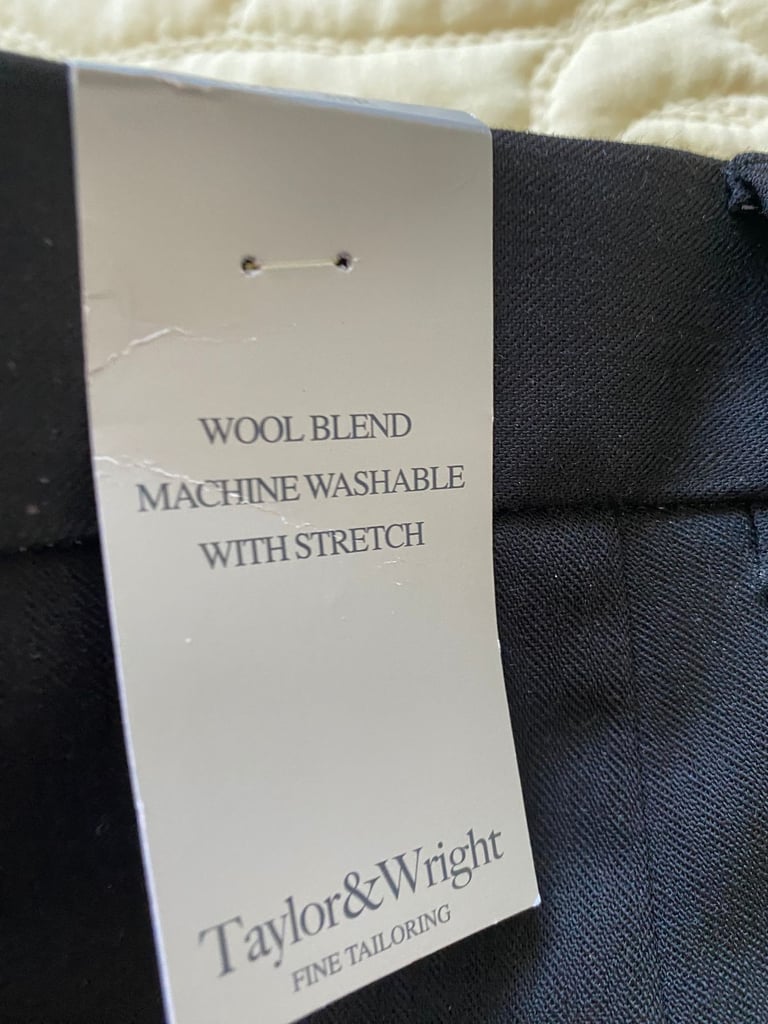 WOOL BLEND
MACHINE WASHABLE
WITH STRETCH
Taylor&Wright
FINE TAILORING